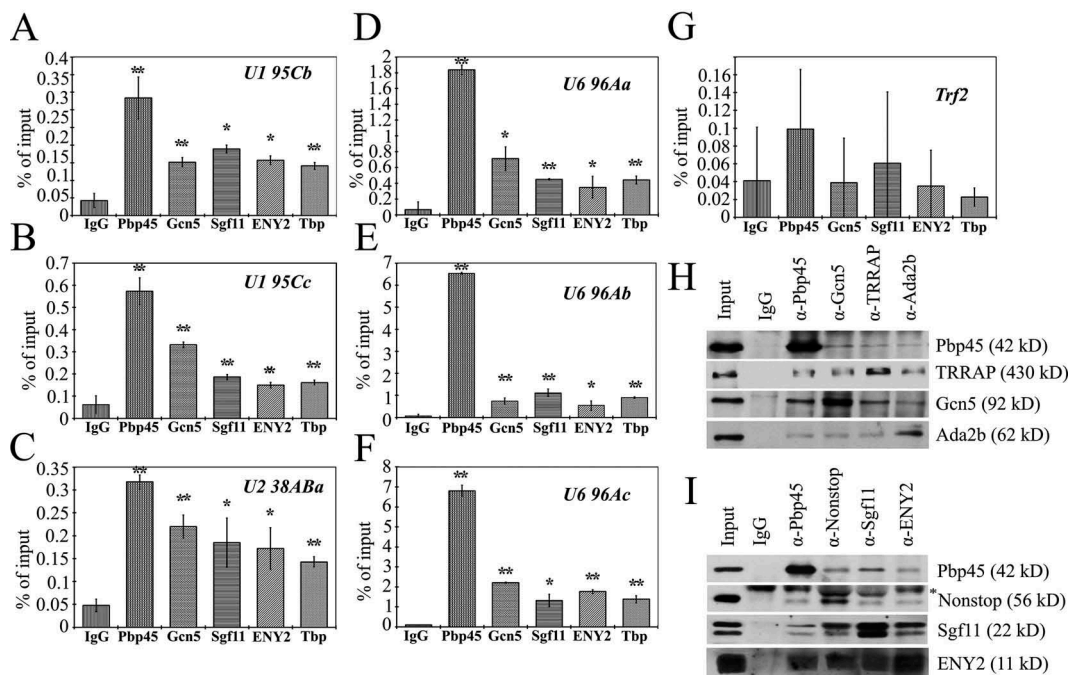 A
0.4
0.35
0.3
0.25
0.2
0.15
0.1
0.05
0
% of input
U1 95Cb
** ** * * **
IgG Pbp45 Gcn5 Sgf11 ENY2 Tbp
B
0.7
0.6
0.5
0.4
0.3
0.2
0.1
0
% of input
U1 95Cc
** ** ** ** **
IgG Pbp45 Gcn5 Sgf11 ENY2 Tbp
C
0.35
0.3
0.25
0.2
0.15
0.1
0.05
0
% of input
U2 38ABa
** ** * * **
IgG Pbp45 Gcn5 Sgf11 ENY2 Tbp
D
2
1.8
1.6
1.4
1.2
1
0.8
0.6
0.4
0.2
0
% of input
U6 96Aa
** * ** * **
IgG Pbp45 Gcn5 Sgf11 ENY2 Tbp
E
7
6
5
4
3
2
1
0
% of input
U6 96Ab
** ** ** * **
IgG Pbp45 Gcn5 Sgf11 ENY2 Tbp
F
8
7
6
5
4
3
2
1
0
% of input
U6 96Ac
** ** * ** **
IgG Pbp45 Gcn5 Sgf11 ENY2 Tbp
G
0.16
0.14
0.12
0.1
0.08
0.06
0.04
0.02
0
% of input
Trf2
IgG Pbp45 Gcn5 Sgf11 ENY2 Tbp
H
Input
IgG
α-Pbp45
α-Gcn5
α-TRRAP
α-Ada2b
Pbp45 (42 kD)
TRRAP (430 kD)
Gcn5 (92 kD)
Ada2b (62 kD)
I
Input
IgG
α-Pbp45
α-Nonstop
α-Sgf11
α-ENY2
Pbp45 (42 kD)
*
Nonstop (56 kD)
Sgf11 (22 kD)
ENY2 (11 kD)